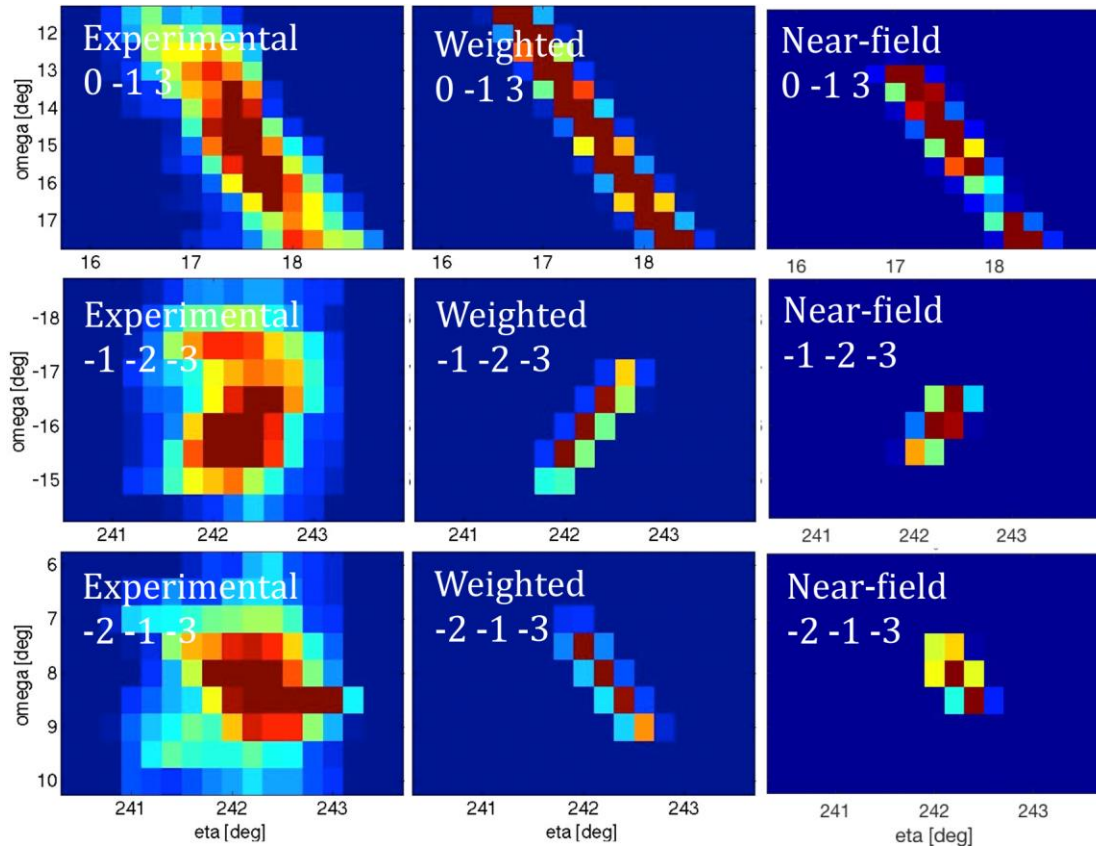 Experimental
0 -1 3
Weighted
0 -1 3
Near-field
0 -1 3
omega [deg]
12
13
14
15
16
17
16 17 18
16 17 18
16 17 18
Experimental
-1 -2 -3
Weighted
-1 -2 -3
Near-field
-1 -2 -3
omega [deg]
-18
-17
-16
-15
241 242 243
241 242 243
241 242 243
Experimental
-2 -1 -3
Weighted
-2 -1 -3
Near-field
-2 -1 -3
omega [deg]
6
7
8
9
10
241 242 243
241 242 243
241 242 243
eta [deg]
eta [deg]
eta [deg]